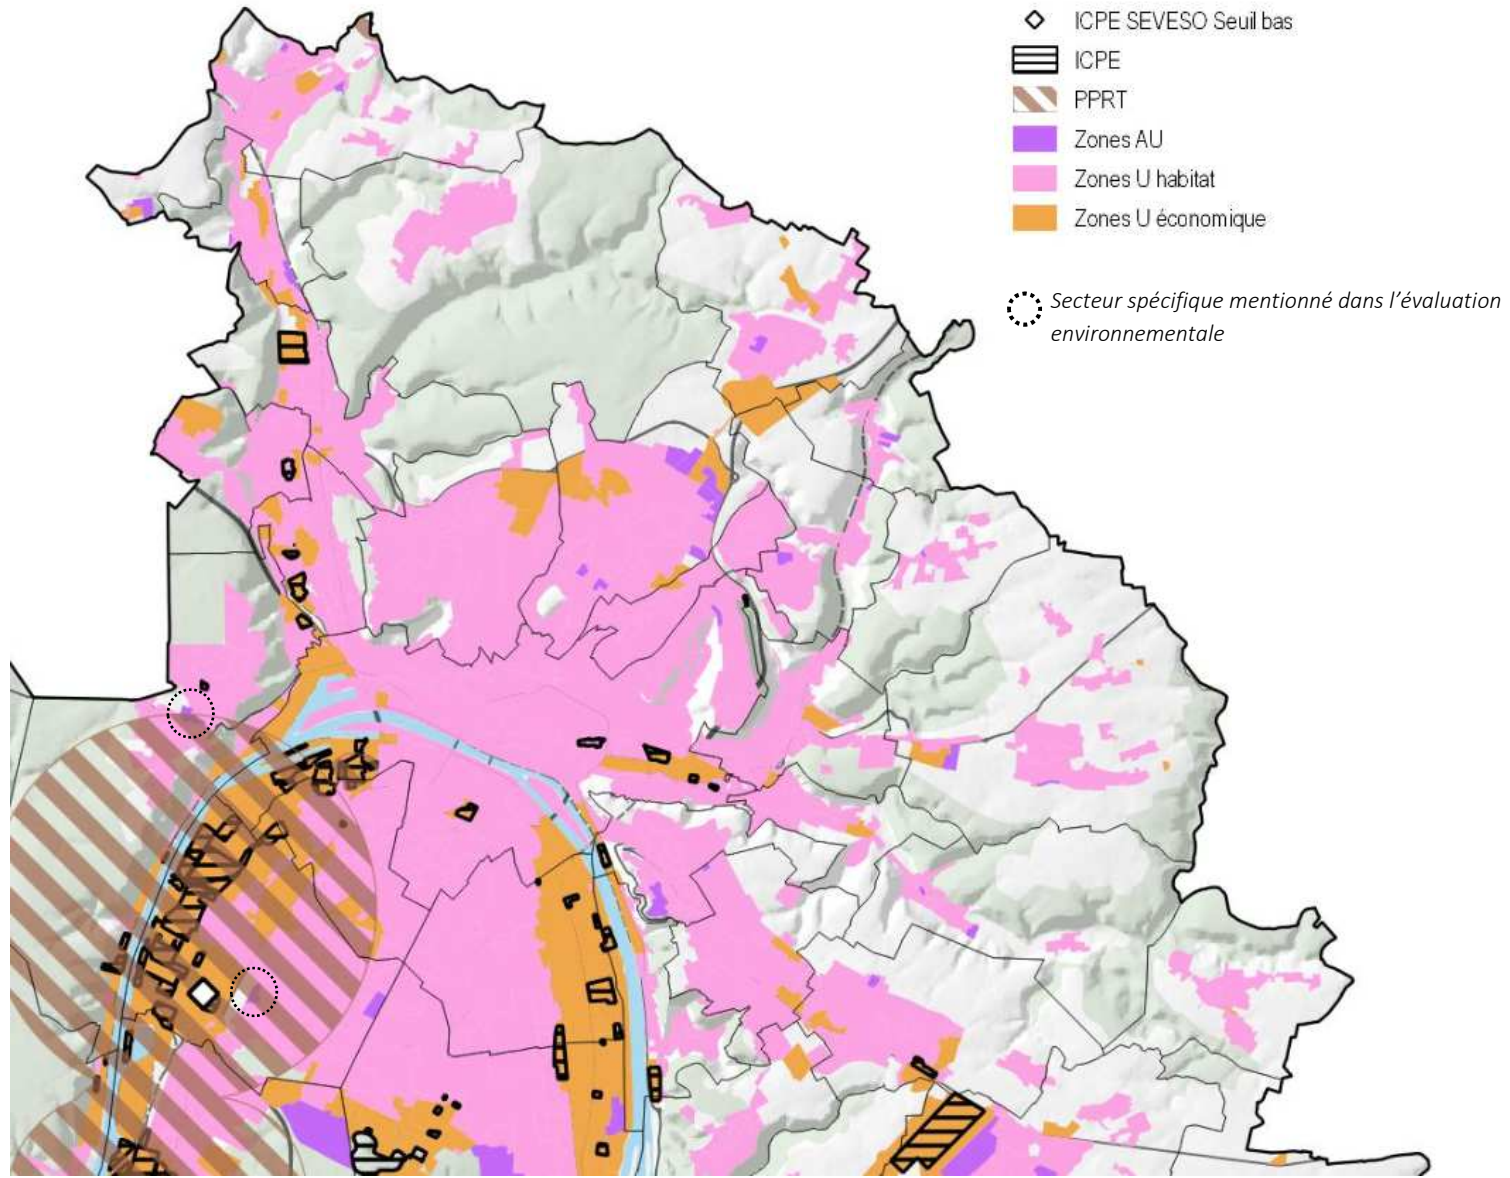 ICPE SEVESO Seuil bas
ICPE
PPRT
Zones AU
Zones U habitat
Zones U économique
Secteur spécifique mentionné dans l’évaluation
environnementale